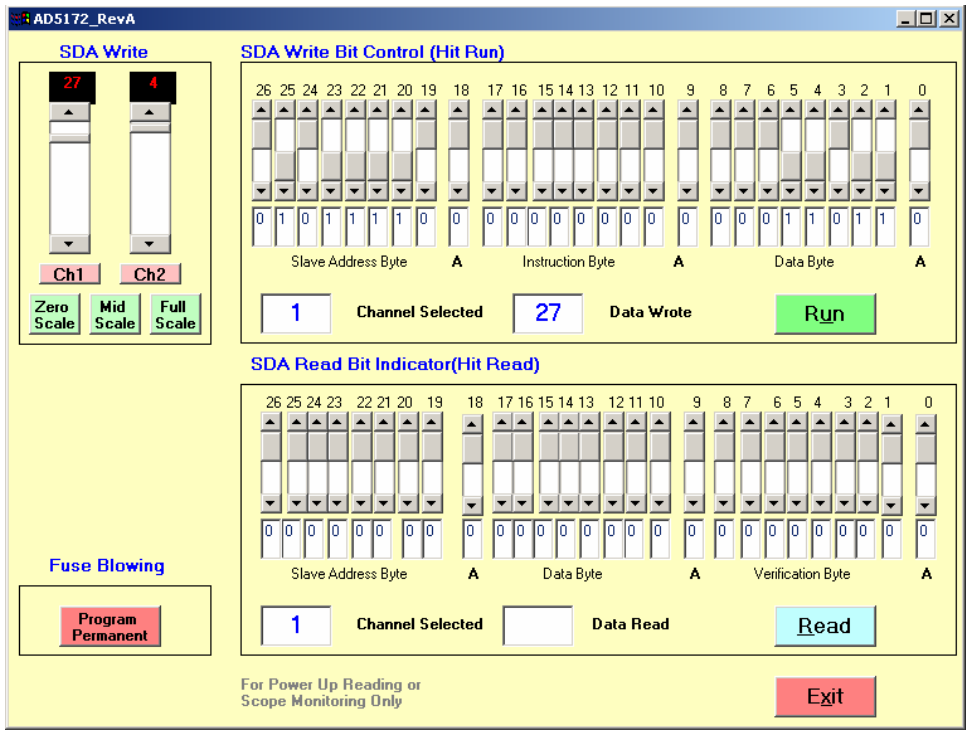 AD5172_RevA
SDA Write
27 4
Ch1 Ch2
Zero Scale Mid Scale Full Scale
SDA Write Bit Control (Hit Run)
26 25 24 23 22 21 20 19 18 17 16 15 14 13 12 11 10 9 8 7 6 5 4 3 2 1 0
0 1 0 1 1 1 1 0 0 0 0 0 0 0 0 0 0 0 0 0 0 1 1 0 1 1 0
Slave Address Byte A Instruction Byte A Data Byte A
1 Channel Selected 27 Data Wrote Run
SDA Read Bit Indicator(Hit Read)
26 25 24 23 22 21 20 19 18 17 16 15 14 13 12 11 10 9 8 7 6 5 4 3 2 1 0
0 0 0 0 0 0 0 0 0 0 0 0 0 0 0 0 0 0 0 0 0 0 0 0 0 0 0
Slave Address Byte A Data Byte A Verification Byte A
1 Channel Selected Data Read Read
Fuse Blowing
Program
Permanent
For Power Up Reading or
Scope Monitoring Only
Exit